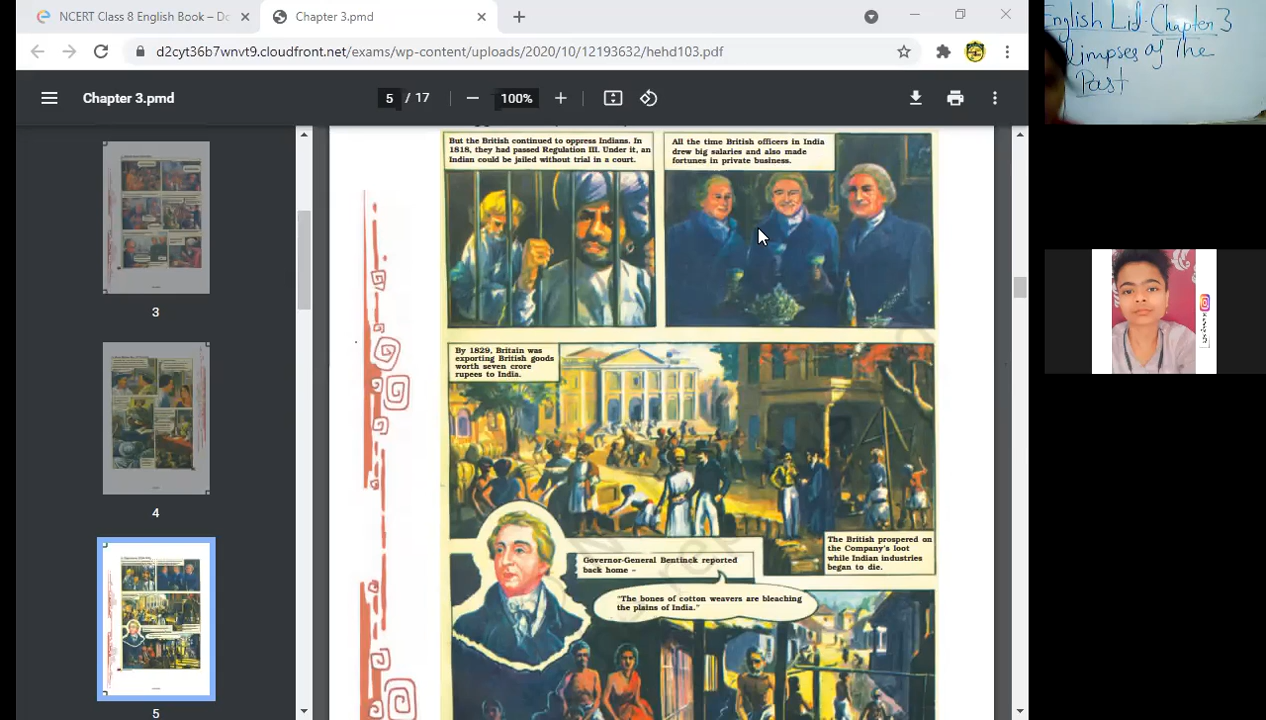 NCERT Class 8 English Book – Do
Chapter 3.pmd
d2cyt36b7wnvt9.cloudfront.net/exams/wp-content/uploads/2020/10/12193632/hehd103.pdf
Chapter 3.pmd
5 / 17
100%
3
4
5
But the British continued to oppress Indians. In
1818, they had passed Regulation III. Under it, an
Indian could be jailed without trial in a court.
All the time British officers in India
drew big salaries and also made
fortunes in private business.
By 1829, Britain was
exporting British goods
worth seven crore
rupees to India.
The British prospered on
the Company's loot
while Indian industries
began to die.
Governor-General Bentinck reported
back home –
"The bones of cotton weavers are bleaching
the plains of India."
English Lid. Chapter 3
limpses of The
Past